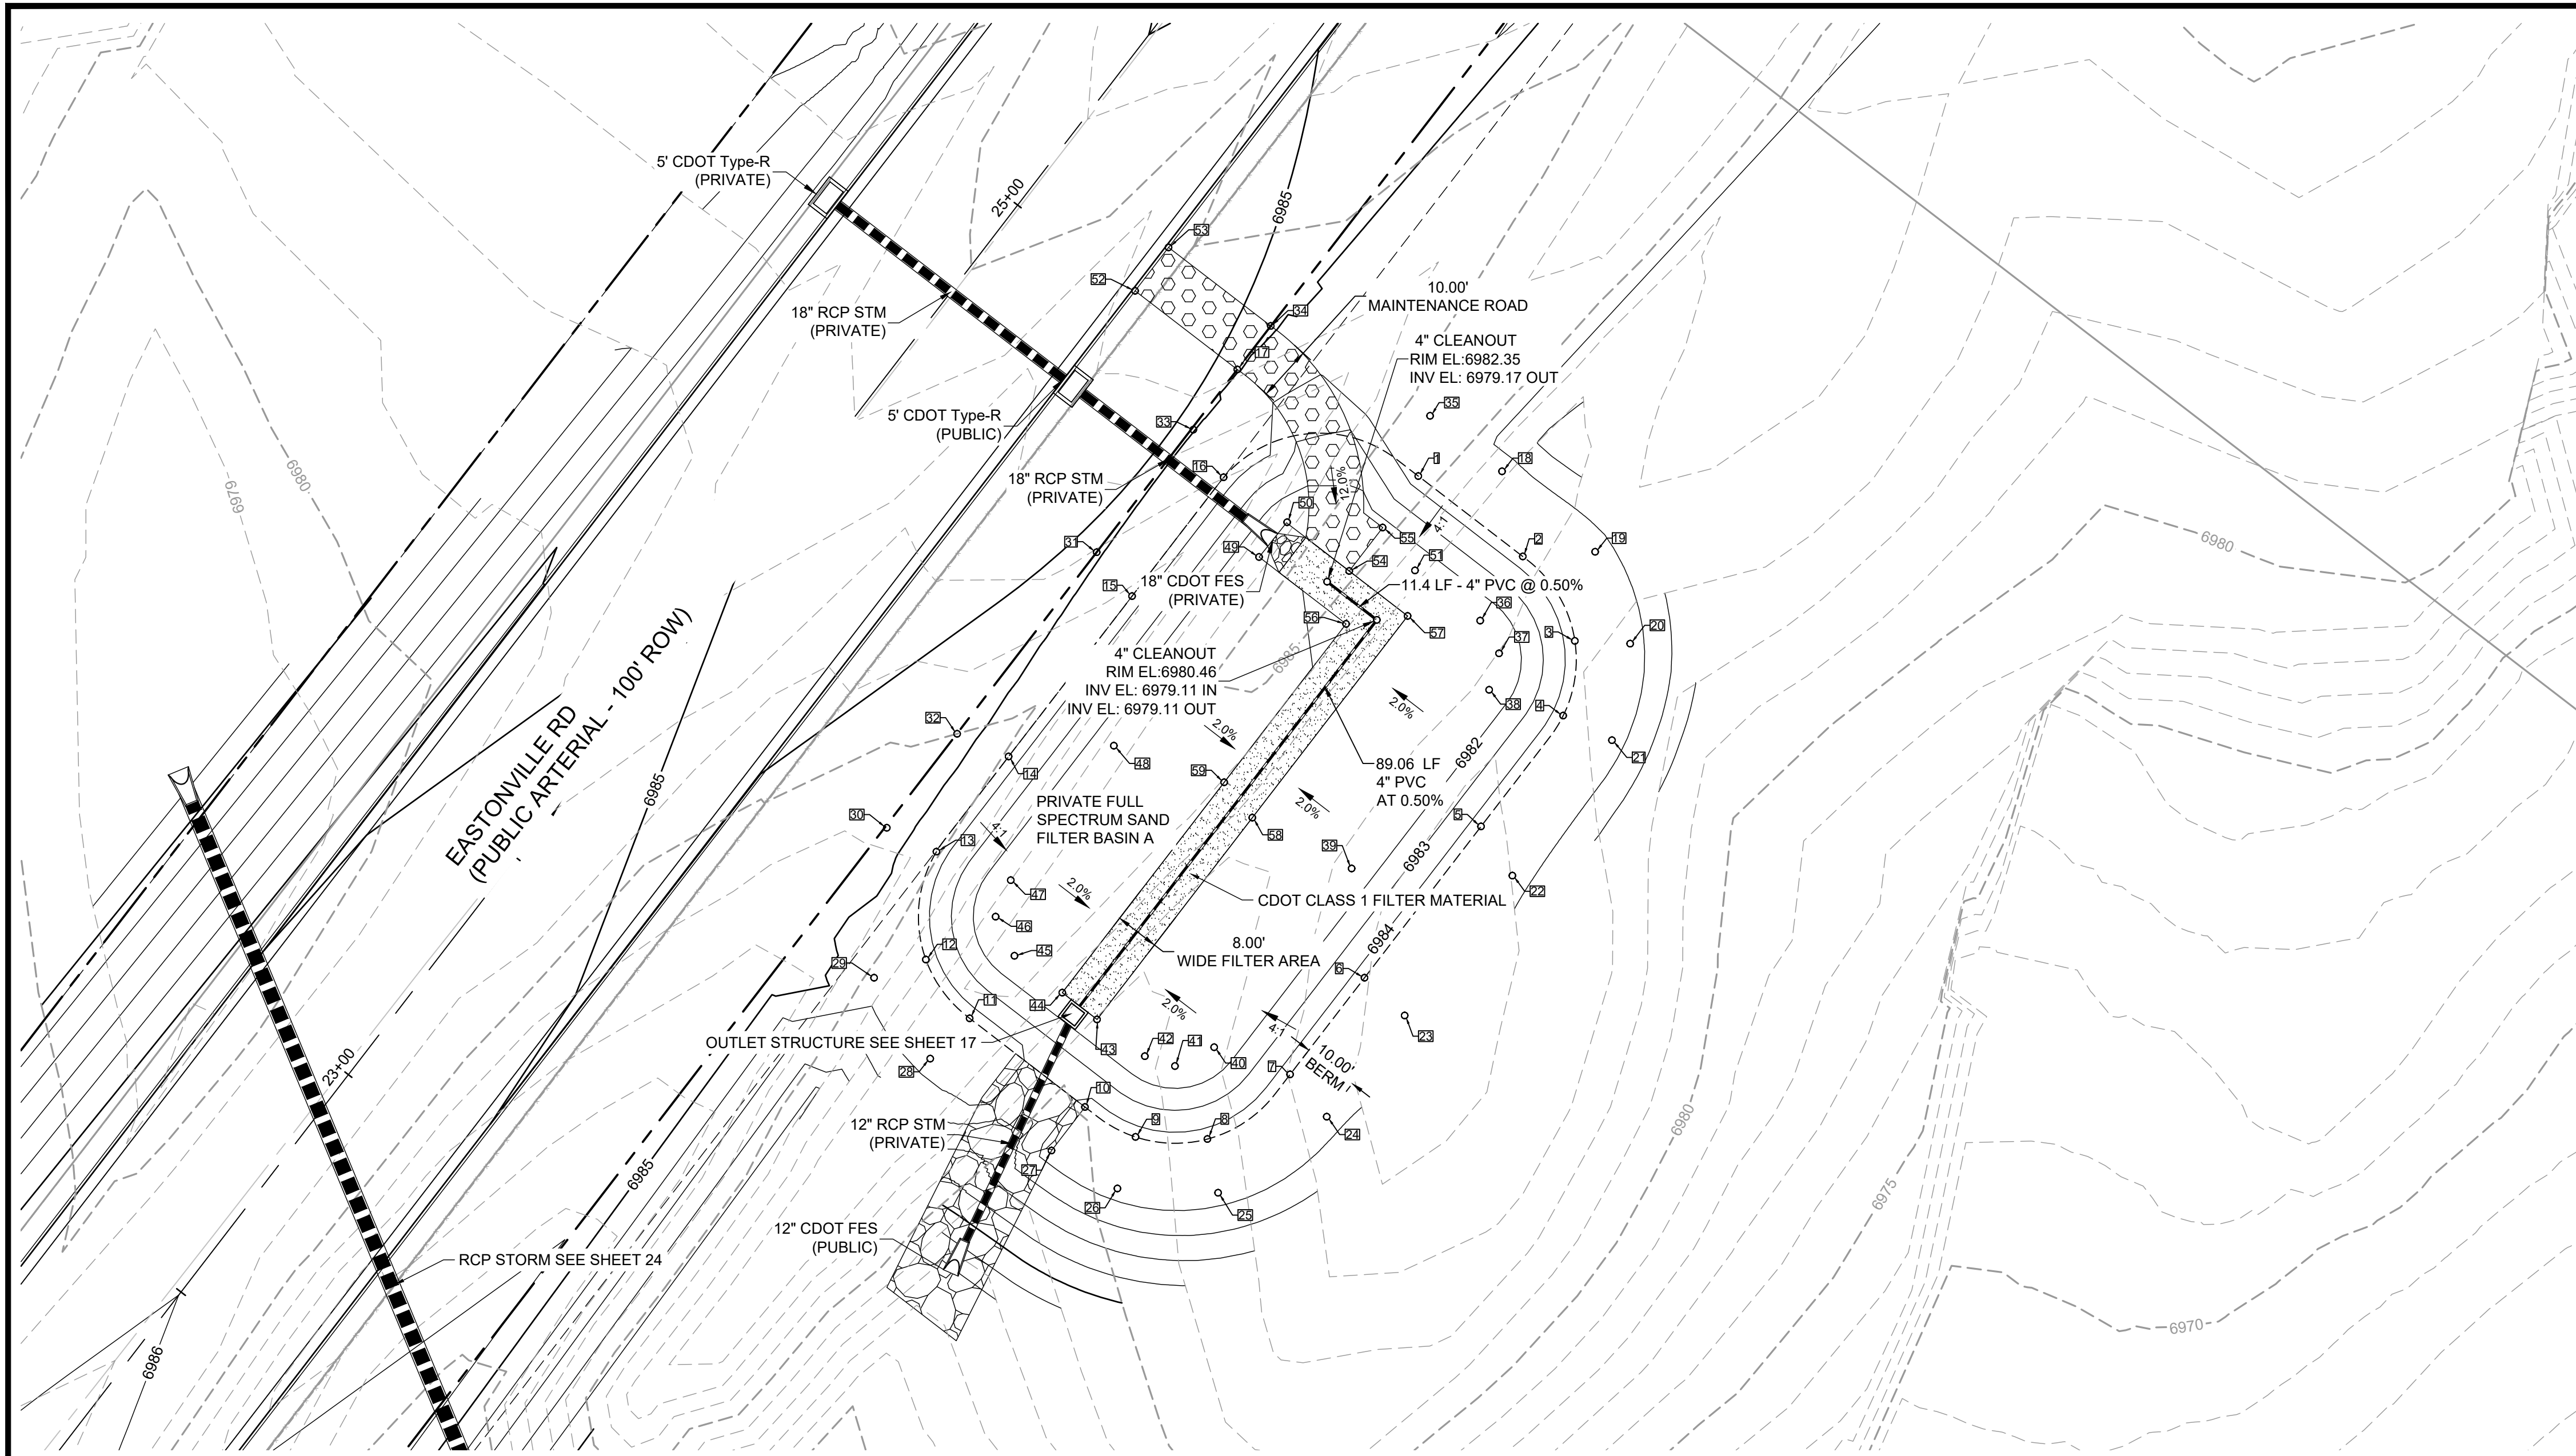 5' CDOT Type-R
(PRIVATE)
25+00
6985
53
52
18" RCP STM
(PRIVATE)
34
17
10.00'
MAINTENANCE ROAD
4" CLEANOUT
RIM EL:6982.35
INV EL: 6979.17 OUT
5' CDOT Type-R
(PUBLIC)
33
35
16
1
18
6980
6979
18" RCP STM
(PRIVATE)
12.0%
50
4:1
31
49
55
2
19
6980
54
51
15
18" CDOT FES
(PRIVATE)
11.4 LF - 4" PVC @ 0.50%
56
57
36
37
3
20
6985
4" CLEANOUT
RIM EL:6980.46
INV EL: 6979.11 IN
INV EL: 6979.11 OUT
EASTONVILLE RD
(PUBLIC ARTERIAL - 100' ROW)
2.0%
2.0%
38
4
32
48
14
59
6982
21
6985
89.06 LF
4" PVC
AT 0.50%
PRIVATE FULL
SPECTRUM SAND
FILTER BASIN A
2.0%
30
4:1
13
58
5
39
6983
47
2.0%
22
CDOT CLASS 1 FILTER MATERIAL
46
12
45
8.00'
WIDE FILTER AREA
6984
29
6
11
44
2.0%
4:1
23
OUTLET STRUCTURE SEE SHEET 17
43
42
41
40
7
10.00'
BERM
28
23+00
10
9
8
24
12" RCP STM
(PRIVATE)
6980
27
6985
26
25
6975
12" CDOT FES
(PUBLIC)
RCP STORM SEE SHEET 24
6986
6970